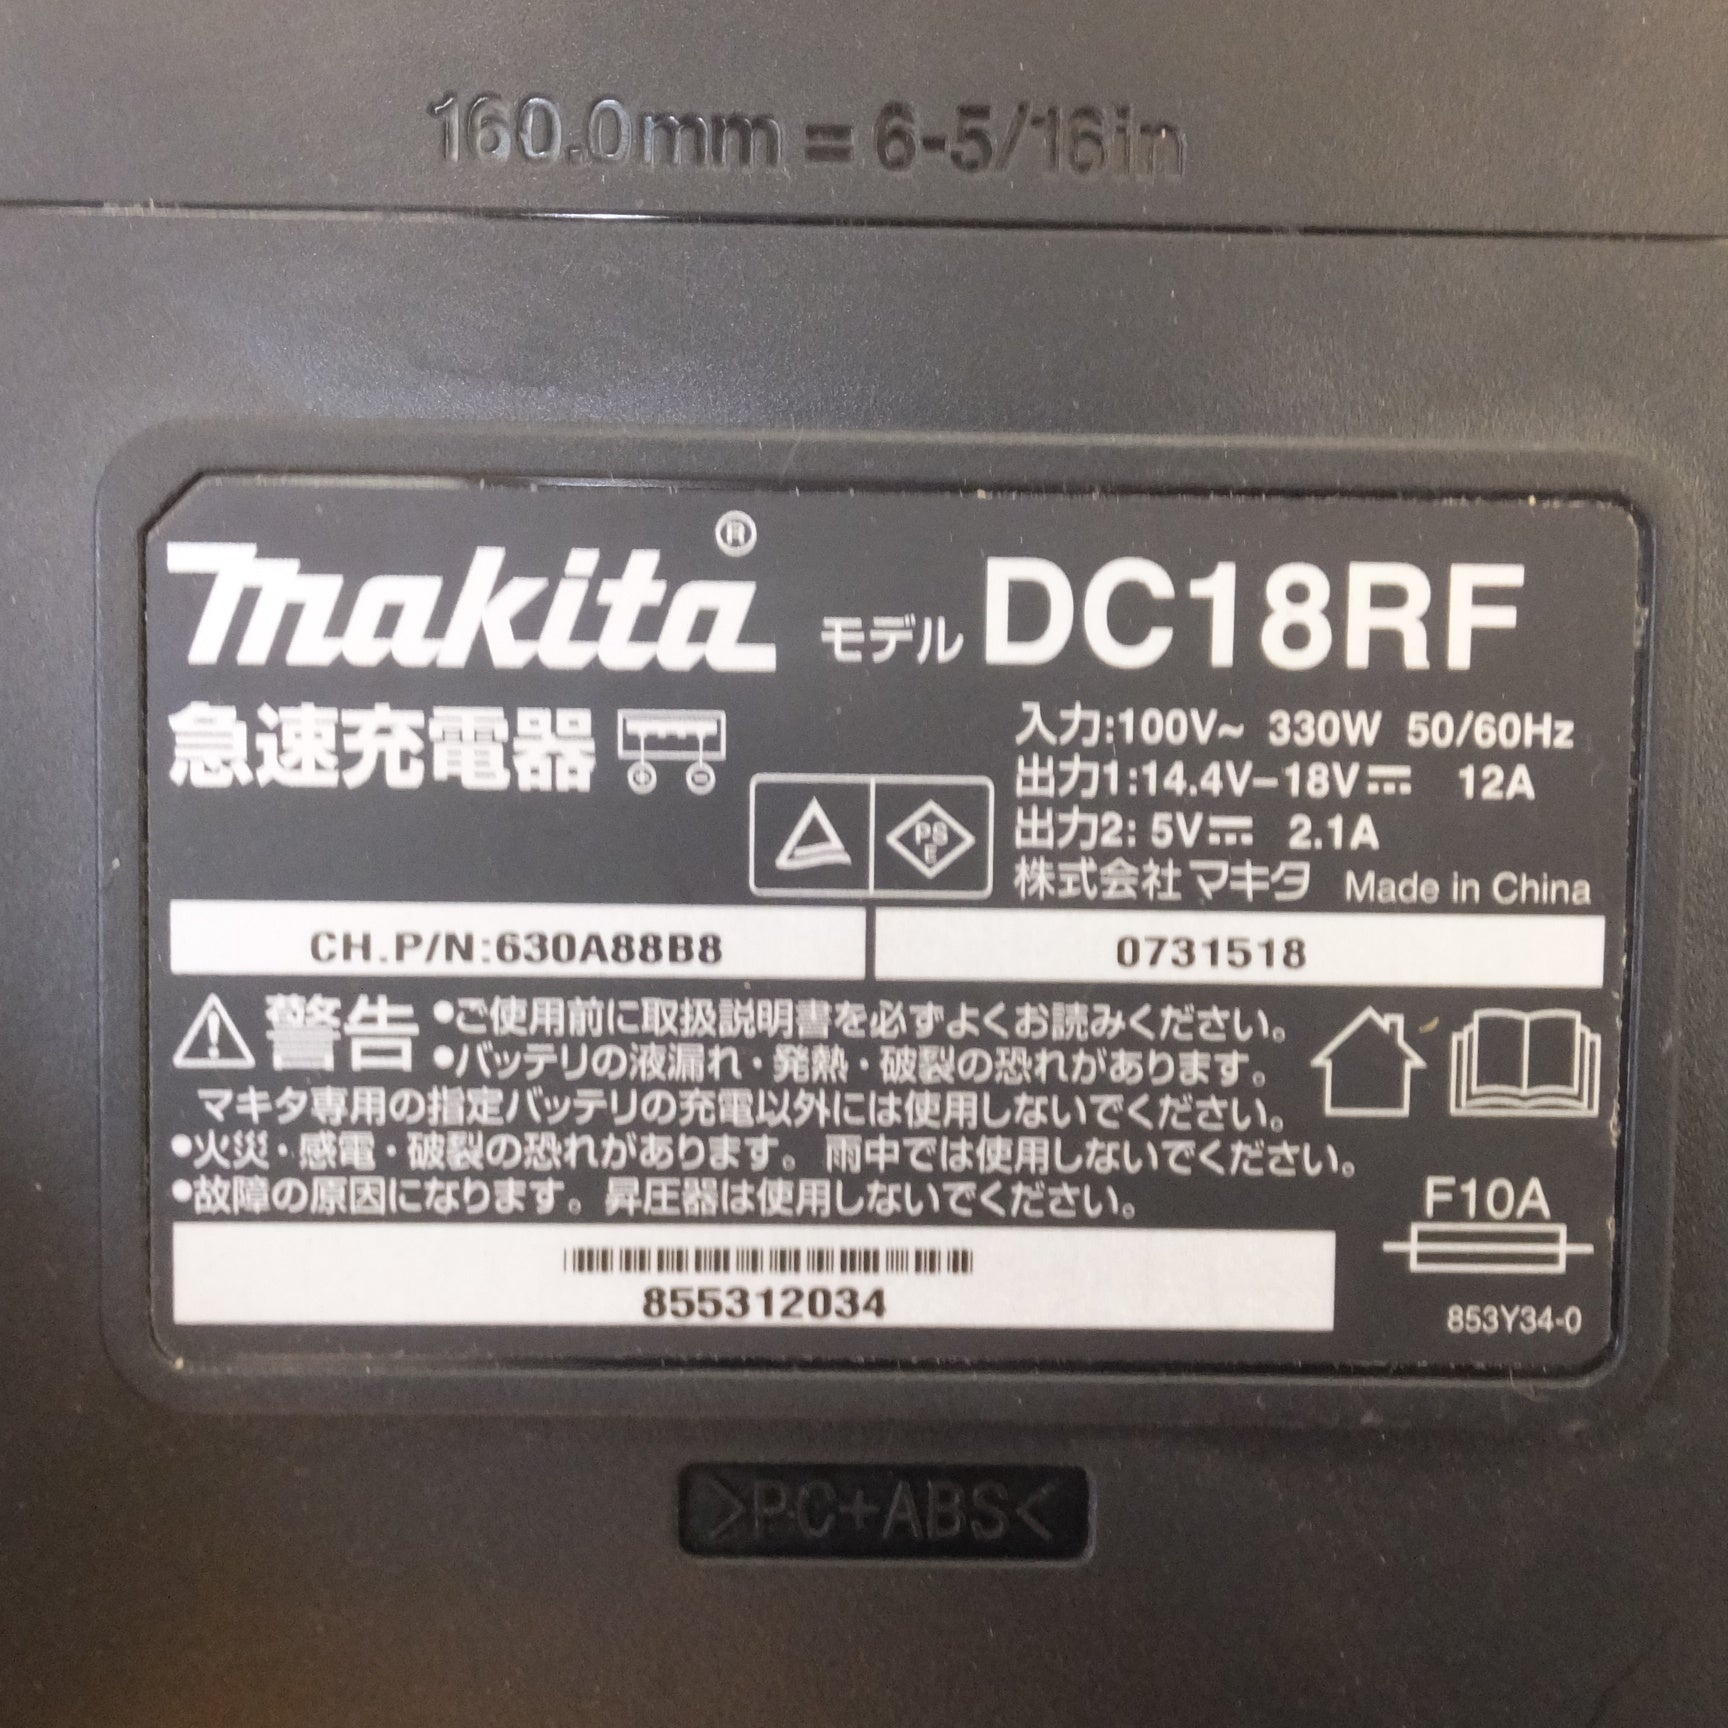 160.0mm = 6-5/16in
makita® モデル DC18RF
急速充電器
入力:100V~ 330W 50/60Hz
出力1:14.4V-18V⎓ 12A
出力2: 5V⎓ 2.1A
PS
E
株式会社マキタ Made in China
CH.P/N:630A88B8
0731518
警告 •ご使用前に取扱説明書を必ずよくお読みください。
•バッテリの液漏れ・発熱・破裂の恐れがあります。
マキタ専用の指定バッテリの充電以外には使用しないでください。
•火災・感電・破裂の恐れがあります。雨中では使用しないでください。
•故障の原因になります。昇圧器は使用しないでください。
F10A
855312034
853Y34-0
>PC+ABS<